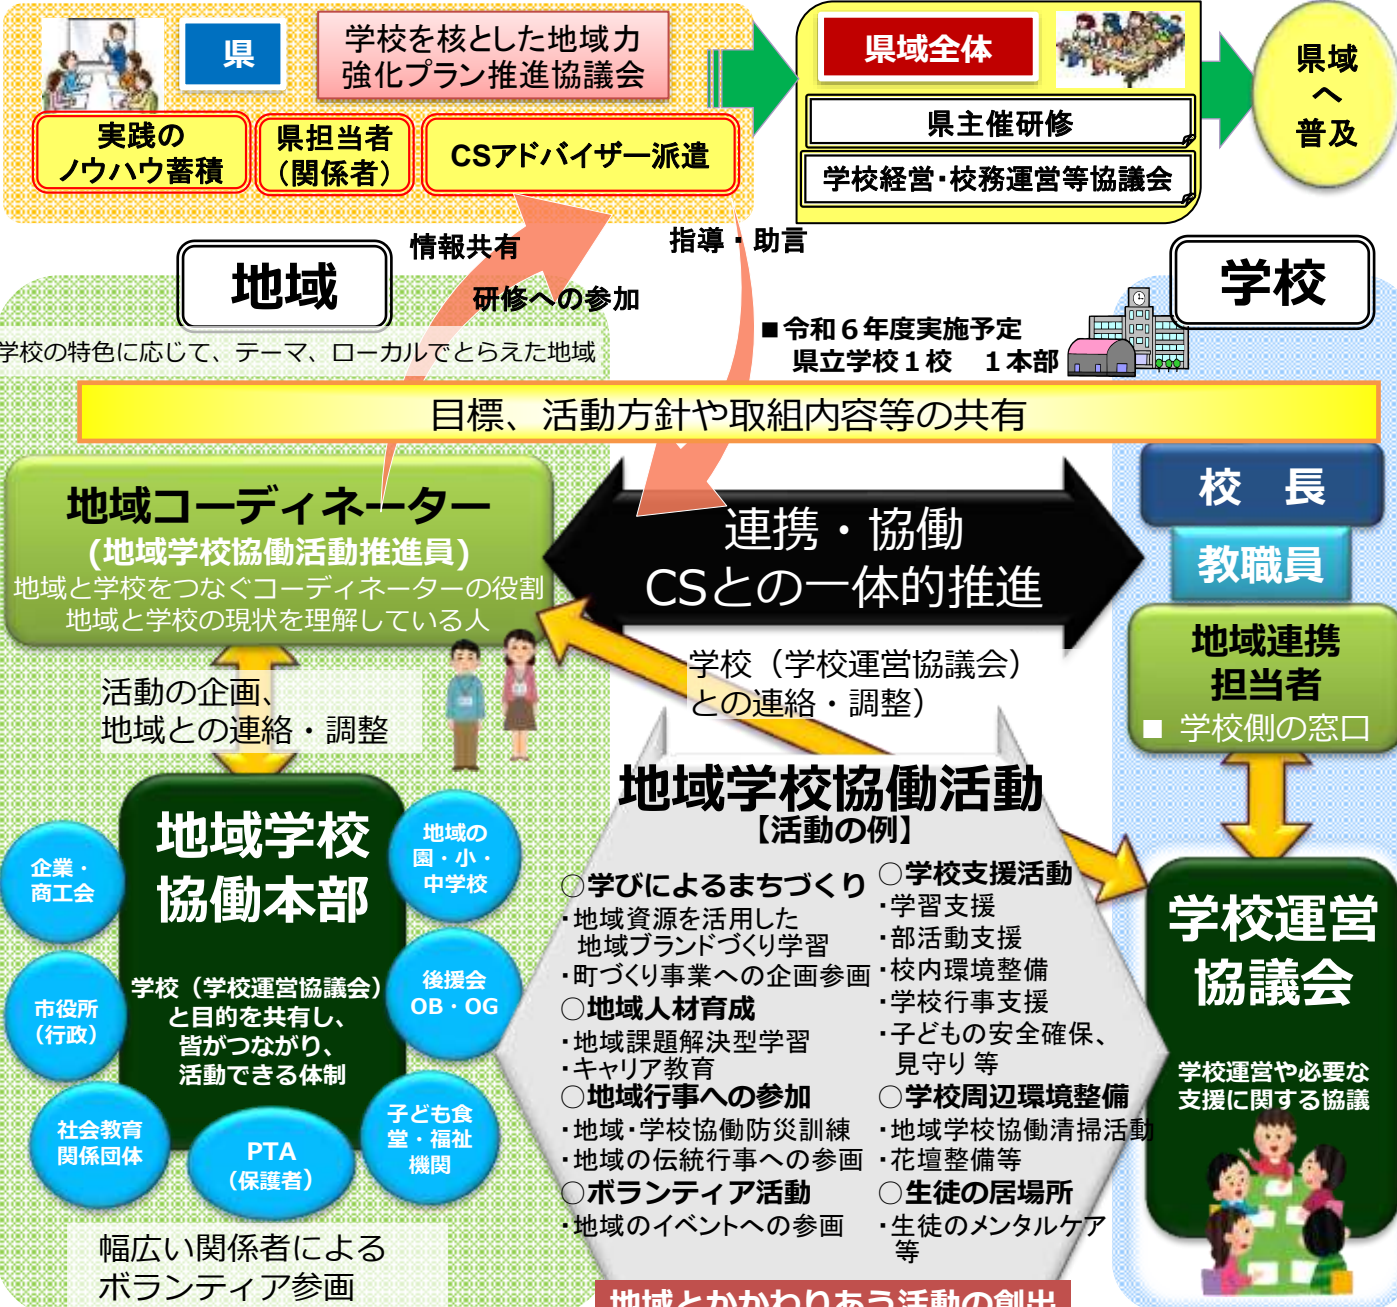 県
学校を核とした地域力
強化プラン推進協議会
実践の
ノウハウ蓄積
県担当者
（関係者）
CSアドバイザー派遣
県域全体
県主催研修
学校経営・校務運営等協議会
県域
へ
普及
情報共有
研修への参加
指導・助言
地域
学校の特色に応じて、テーマ、ローカルでとらえた地域
■令和６年度実施予定
県立学校１校　１本部
学校
目標、活動方針や取組内容等の共有
地域コーディネーター
(地域学校協働活動推進員)
地域と学校をつなぐコーディネーターの役割
地域と学校の現状を理解している人
連携・協働
CSとの一体的推進
校　長
教職員
地域連携
担当者
■ 学校側の窓口
活動の企画、
地域との連絡・調整
学校（学校運営協議会）
との連絡・調整）
地域学校
協働本部
学校（学校運営協議会）
と目的を共有し、
皆がつながり、
活動できる体制
企業・
商工会
市役所
（行政）
社会教育
関係団体
PTA
（保護者）
子ども食
堂・福祉
機関
後援会
OB・OG
地域の
園・小・
中学校
幅広い関係者による
ボランティア参画
地域学校協働活動
【活動の例】
○学びによるまちづくり
・地域資源を活用した
地域ブランドづくり学習
・町づくり事業への企画参画
○地域人材育成
・地域課題解決型学習
・キャリア教育
○地域行事への参加
・地域・学校協働防災訓練
・地域の伝統行事への参画
○ボランティア活動
・地域のイベントへの参画
○学校支援活動
・学習支援
・部活動支援
・校内環境整備
・学校行事支援
・子どもの安全確保、
見守り 等
○学校周辺環境整備
・地域学校協働清掃活動
・花壇整備等
○生徒の居場所
・生徒のメンタルケア
等
地域とかかわりあう活動の創出
学校運営
協議会
学校運営や必要な
支援に関する協議